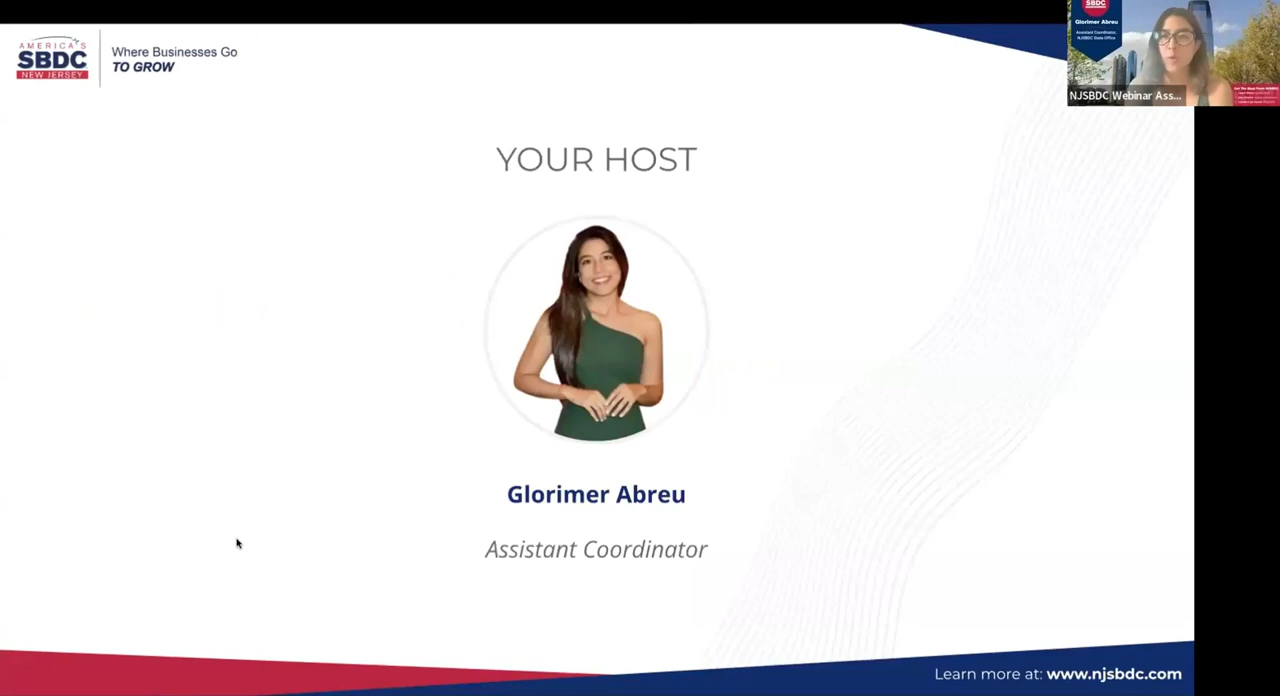 AMERICA'S
SBDC
NEW JERSEY
Where Businesses Go
TO GROW
SBDC
Glorimer Abreu
Assistant Coordinator,
NJSBDC State Office
NJSBDC Webinar Ass...
YOUR HOST
Glorimer Abreu
Assistant Coordinator
Learn more at: www.njsbdc.com